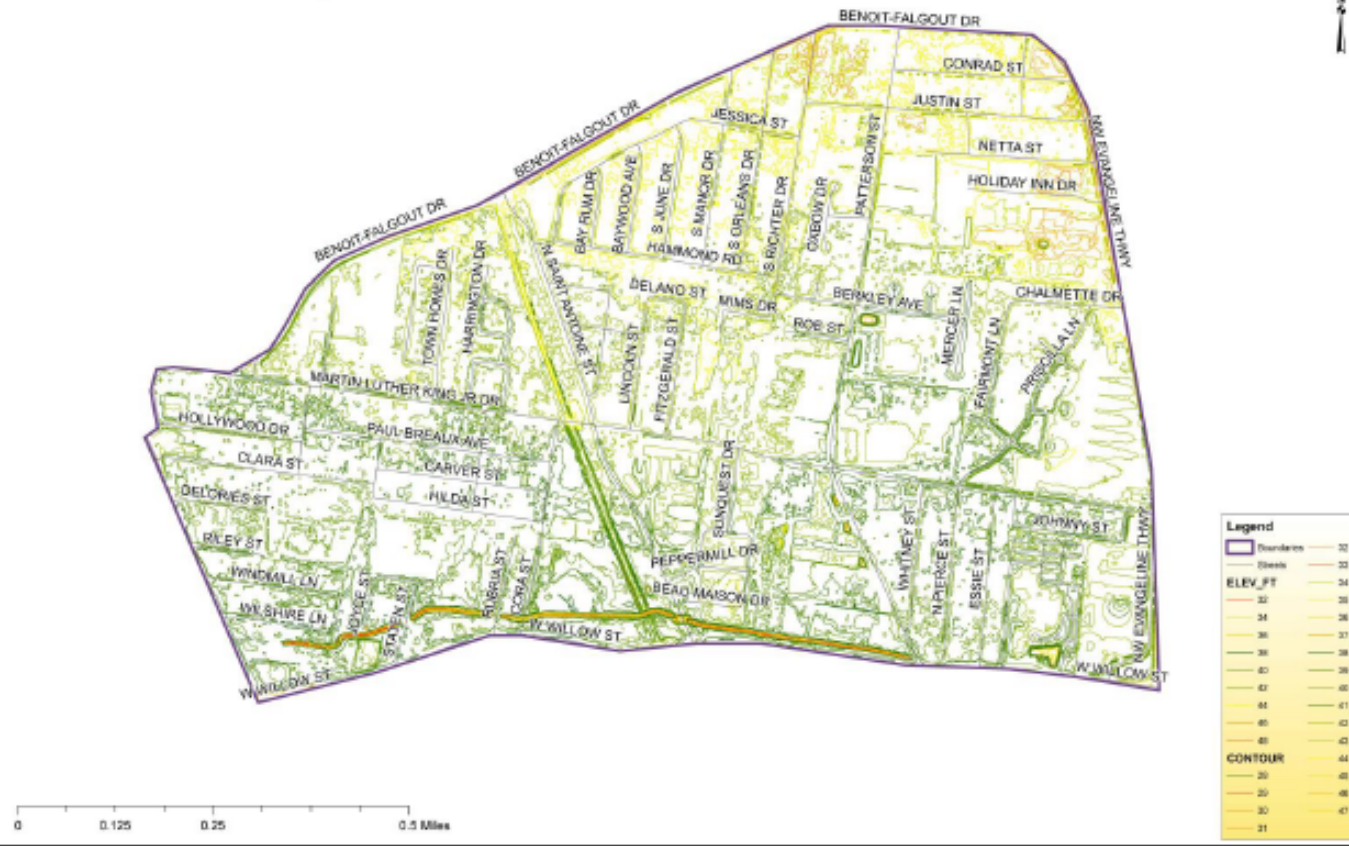 BENOIT-FALGOUT DR
CONRAD ST
JUSTIN ST
JESSICA ST
NETTA ST
BENOIT-FALGOUT DR
NW EVANGELINE THWY
HOLIDAY INN DR
PATTERSON ST
BAY RUM DR
BAYWOOD AVE
S JUNE DR
S MANOR DR
S ORLEANS DR
S RICHTER DR
OXBOW DR
BENOIT-FALGOUT DR
HAMMOND RD
TOWN HOMES DR
HARRINGTON DR
N SAINT ANTOINE ST
DELANO ST
MIMS DR
BERKLEY AVE
CHALMETTE DR
ROE ST
MERCER LN
FAIRMONT LN
PRISCILLA LN
LINCOLN ST
FITZGERALD ST
MARTIN LUTHER KING JR DR
HOLLYWOOD DR
PAUL BREAUX AVE
CLARA ST
CARVER ST
SUNQUEST DR
DELORIES ST
HILDA ST
JOHNNY ST
RILEY ST
PEPPERMILL DR
WHITNEY ST
N PIERCE ST
ESSIE ST
NW EVANGELINE THWY
WINDMILL LN
JOYCE ST
STATEN ST
RUBRIA ST
CORA ST
BEAU MAISON DR
WILSHIRE LN
W WILLOW ST
W WILLOW ST
W WILLOW ST
Legend
Boundaries
Streets
ELEV_FT
32
34
36
38
40
42
44
46
48
CONTOUR
28
29
30
31
32
33
34
35
36
37
38
39
40
41
42
43
44
45
46
47
0 0.125 0.25 0.5 Miles